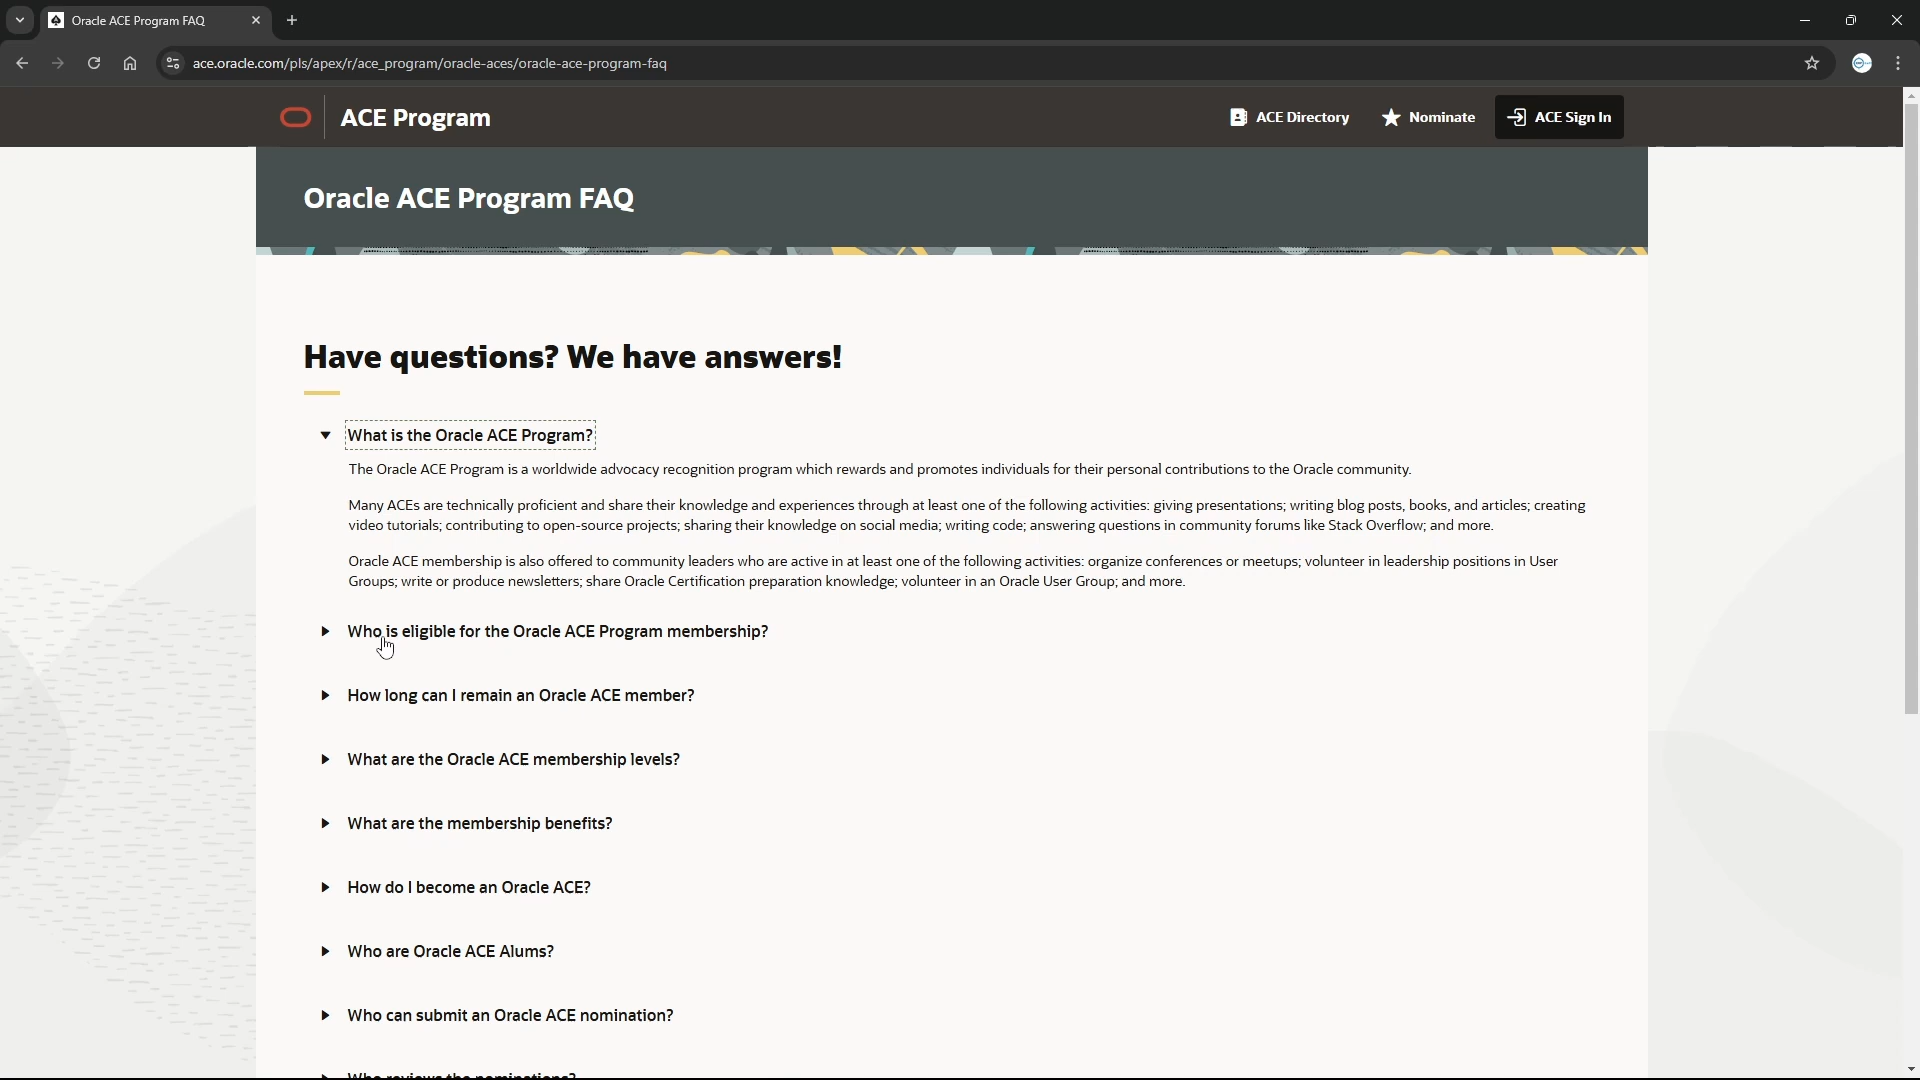 Oracle ACE Program FAQ
ace.oracle.com/pls/apex/r/ace_program/oracle-aces/oracle-ace-program-faq
ACE Program
ACE Directory
Nominate
ACE Sign In
Oracle ACE Program FAQ
Have questions? We have answers!
What is the Oracle ACE Program?
The Oracle ACE Program is a worldwide advocacy recognition program which rewards and promotes individuals for their personal contributions to the Oracle community.
Many ACEs are technically proficient and share their knowledge and experiences through at least one of the following activities: giving presentations; writing blog posts, books, and articles; creating
video tutorials; contributing to open-source projects; sharing their knowledge on social media; writing code; answering questions in community forums like Stack Overflow; and more.
Oracle ACE membership is also offered to community leaders who are active in at least one of the following activities: organize conferences or meetups; volunteer in leadership positions in User
Groups; write or produce newsletters; share Oracle Certification preparation knowledge; volunteer in an Oracle User Group; and more.
Who is eligible for the Oracle ACE Program membership?
How long can I remain an Oracle ACE member?
What are the Oracle ACE membership levels?
What are the membership benefits?
How do I become an Oracle ACE?
Who are Oracle ACE Alums?
Who can submit an Oracle ACE nomination?
Who reviews the nominations?